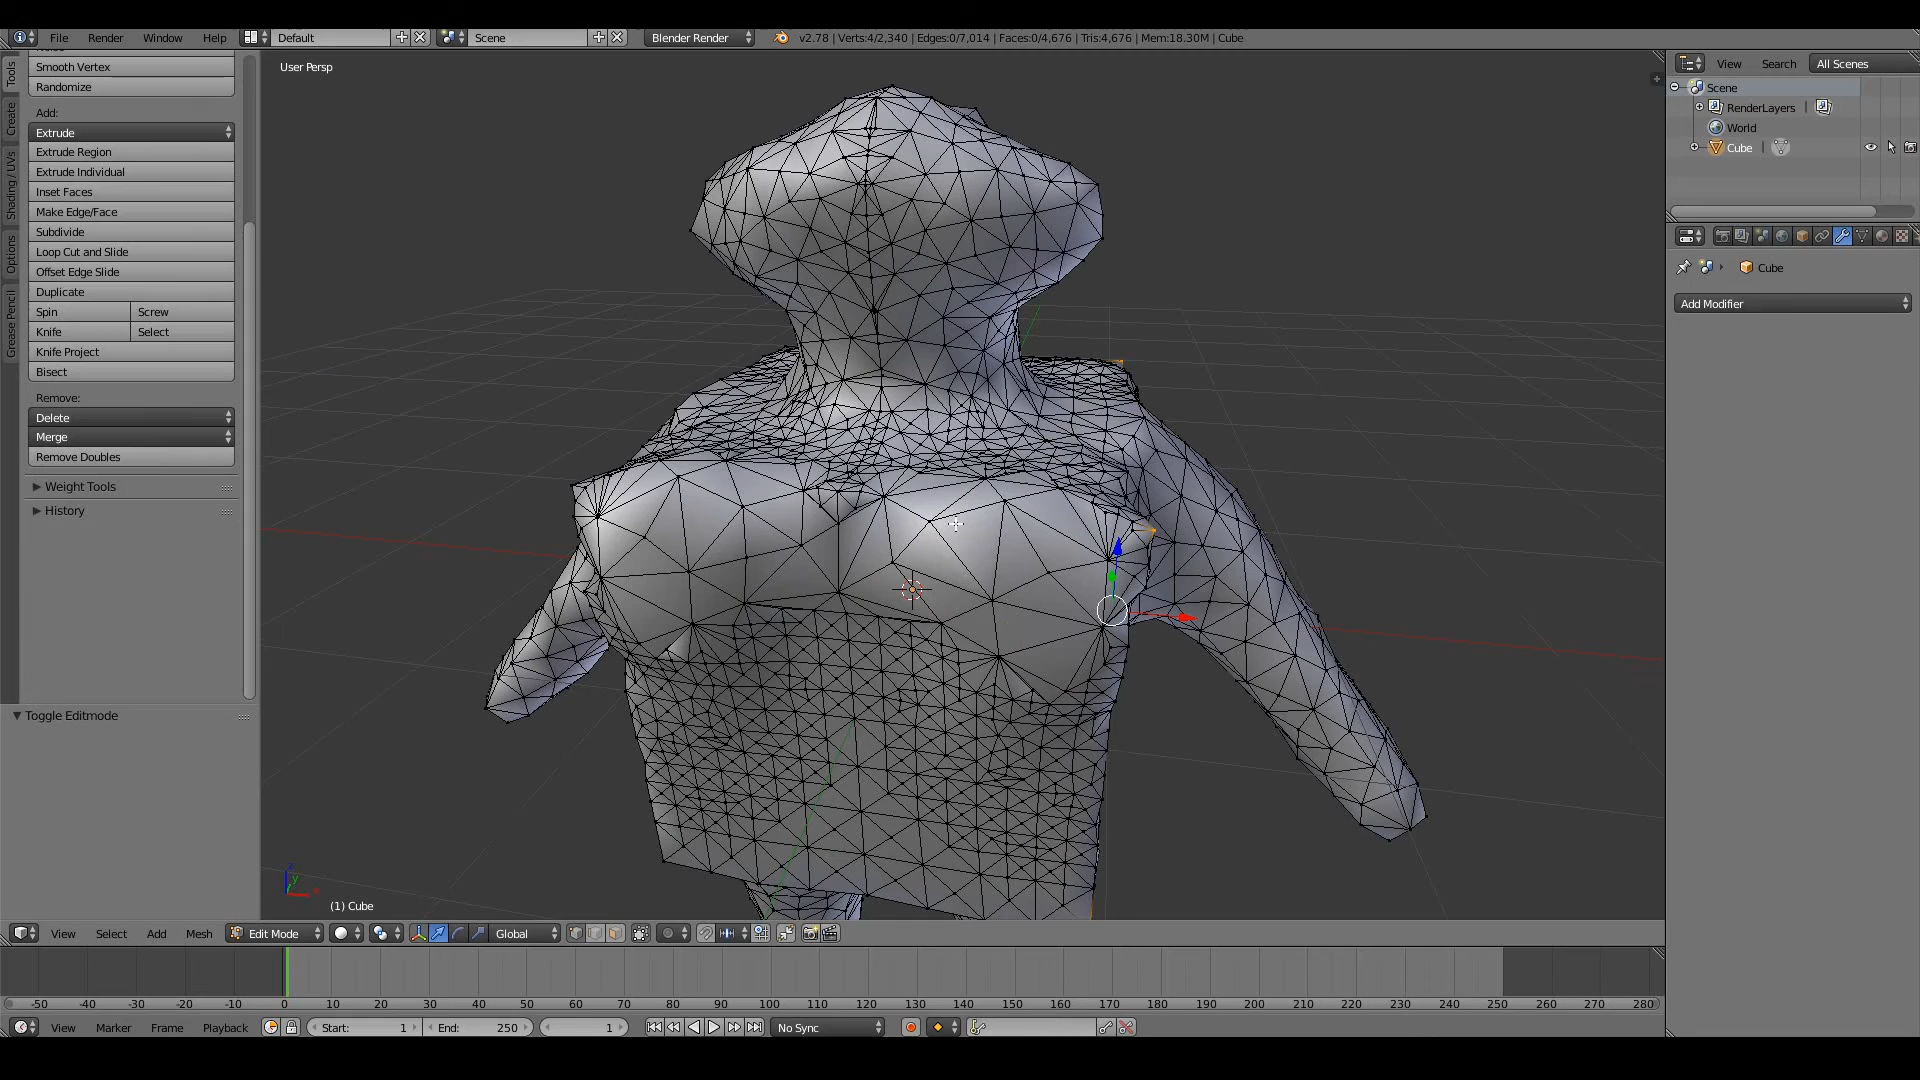 File Render Window Help Default Scene Blender Render v2.78 | Verts:4/2,340 | Edges:0/7,014 | Faces:0/4,676 | Tris:4,676 | Mem:18.30M | Cube
Tools
Create
Shading / UVs
Options
Grease Pencil
Smooth Vertex
Randomize
Add:
Extrude
Extrude Region
Extrude Individual
Inset Faces
Make Edge/Face
Subdivide
Loop Cut and Slide
Offset Edge Slide
Duplicate
Spin Screw
Knife Select
Knife Project
Bisect
Remove:
Delete
Merge
Remove Doubles
Weight Tools
History
Toggle Editmode
User Persp
z
y
x
(1) Cube
View Search All Scenes
Scene
RenderLayers |
World
Cube |
Cube
Add Modifier
View Select Add Mesh Edit Mode Global
-50 -40 -30 -20 -10 0 10 20 30 40 50 60 70 80 90 100 110 120 130 140 150 160 170 180 190 200 210 220 230 240 250 260 270 280
View Marker Frame Playback Start: 1 End: 250 1 No Sync